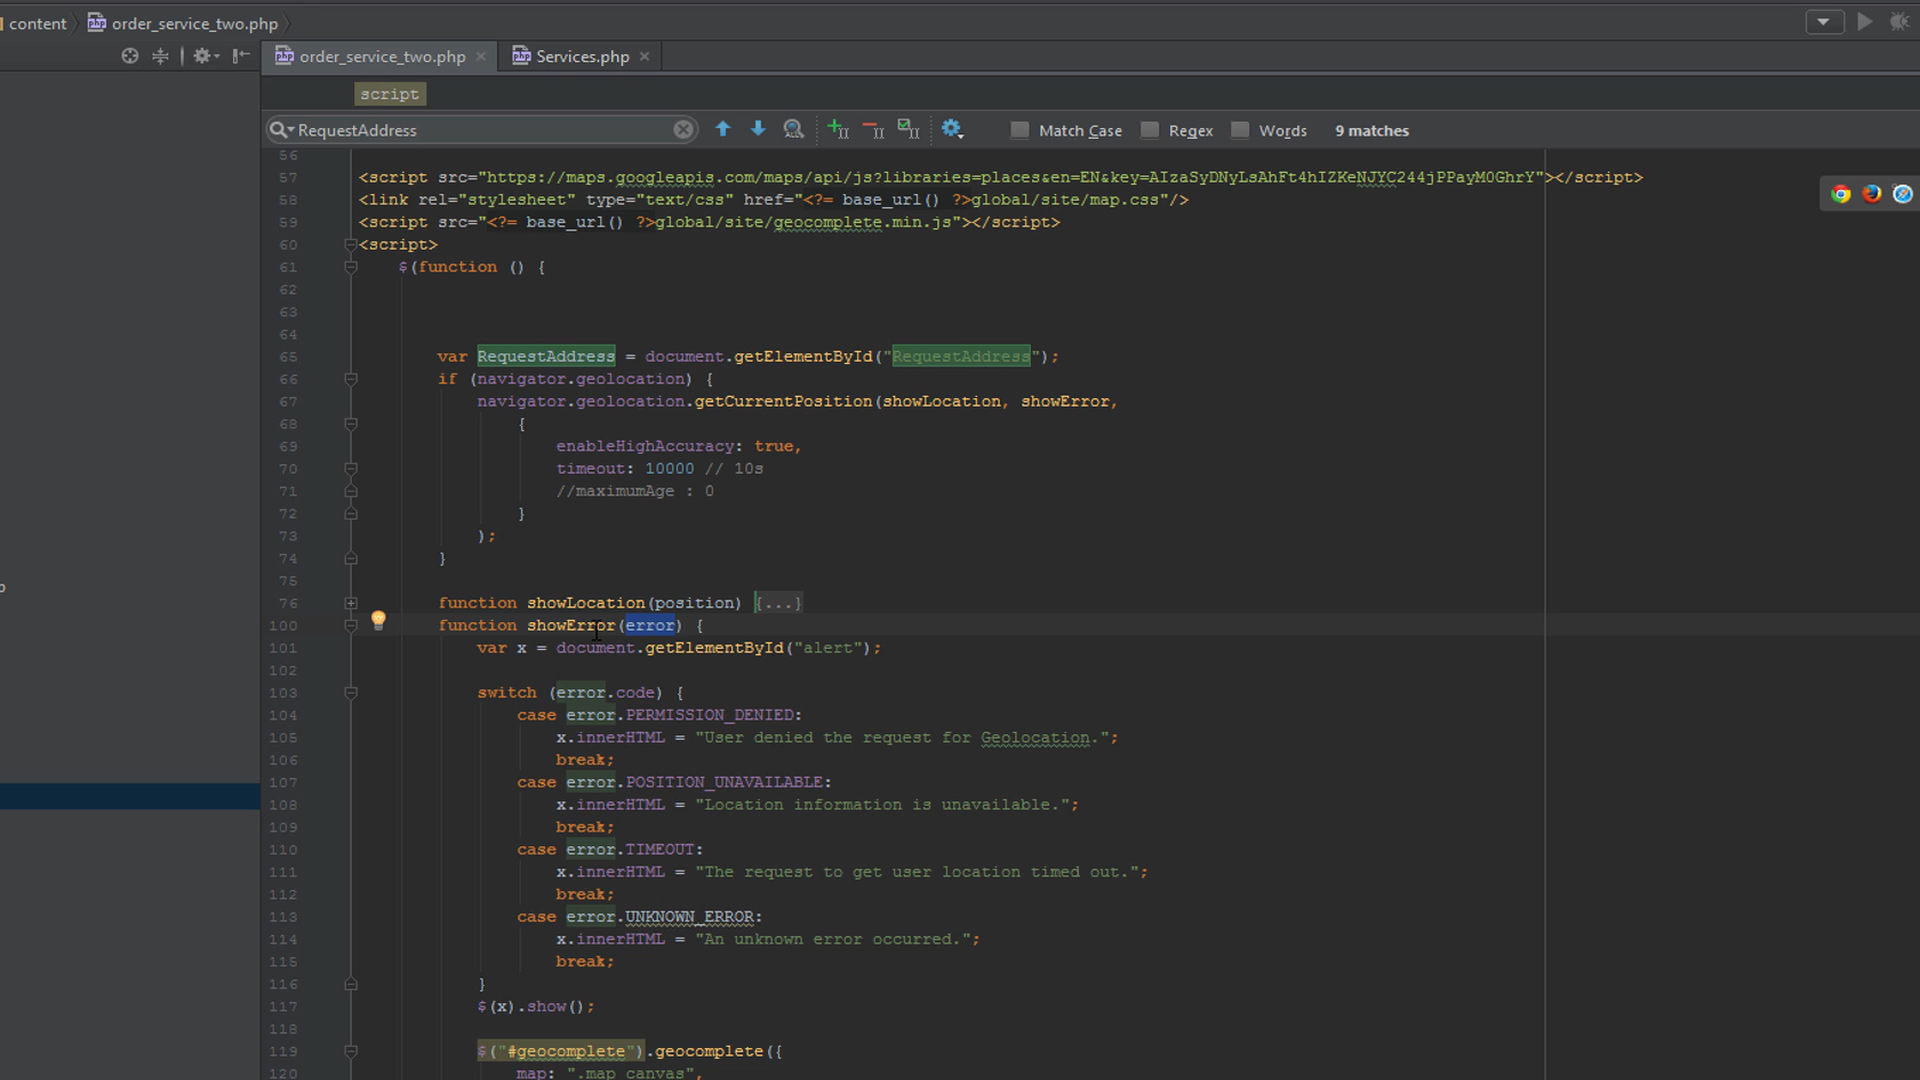 content order_service_two.php
order_service_two.php Services.php
script
RequestAddress Match Case Regex Words 9 matches
56
57 <script src="https://maps.googleapis.com/maps/api/js?libraries=places&en=EN&key=AIzaSyDNyLsAhFt4hIZKeNJYC244jPPayM0GhrY"></script>
58 <link rel="stylesheet" type="text/css" href="<?= base_url() ?>global/site/map.css"/>
59 <script src="<?= base_url() ?>global/site/geocomplete.min.js"></script>
60 <script>
61 $(function () {
62
63
64
65 var RequestAddress = document.getElementById("RequestAddress");
66 if (navigator.geolocation) {
67 navigator.geolocation.getCurrentPosition(showLocation, showError,
68 {
69 enableHighAccuracy: true,
70 timeout: 10000 // 10s
71 //maximumAge : 0
72 }
73 );
74 }
75
76 function showLocation(position) {...}
100 function showError(error) {
101 var x = document.getElementById("alert");
102
103 switch (error.code) {
104 case error.PERMISSION_DENIED:
105 x.innerHTML = "User denied the request for Geolocation.";
106 break;
107 case error.POSITION_UNAVAILABLE:
108 x.innerHTML = "Location information is unavailable.";
109 break;
110 case error.TIMEOUT:
111 x.innerHTML = "The request to get user location timed out.";
112 break;
113 case error.UNKNOWN_ERROR:
114 x.innerHTML = "An unknown error occurred.";
115 break;
116 }
117 $(x).show();
118
119 $("#geocomplete").geocomplete({
120 map: ".map_canvas",